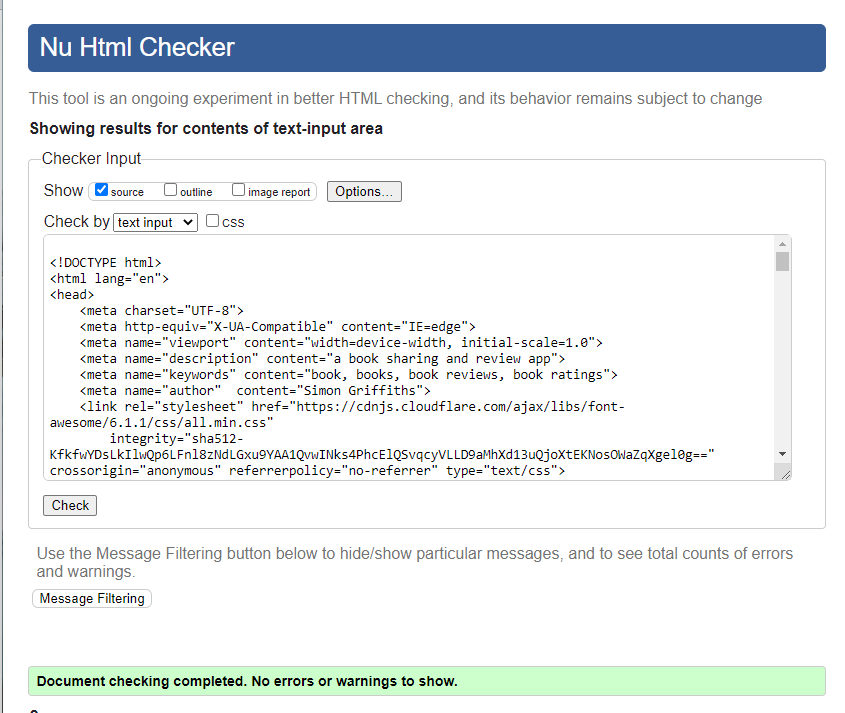 Nu Html Checker
This tool is an ongoing experiment in better HTML checking, and its behavior remains subject to change
Showing results for contents of text-input area
Checker Input
Show source outline image report Options...
Check by text input css
<!DOCTYPE html>
<html lang="en">
<head>
    <meta charset="UTF-8">
    <meta http-equiv="X-UA-Compatible" content="IE=edge">
    <meta name="viewport" content="width=device-width, initial-scale=1.0">
    <meta name="description" content="a book sharing and review app">
    <meta name="keywords" content="book, books, book reviews, book ratings">
    <meta name="author"  content="Simon Griffiths">
    <link rel="stylesheet" href="https://cdnjs.cloudflare.com/ajax/libs/font-
awesome/6.1.1/css/all.min.css"
        integrity="sha512-
KfkfwYDsLkIlwQp6LFnl8zNdLGxu9YAA1QvwINks4PhcElQSvqcyVLLD9aMhXd13uQjoXtEKNosOWaZqXgel0g=="
crossorigin="anonymous" referrerpolicy="no-referrer" type="text/css">
Check
Use the Message Filtering button below to hide/show particular messages, and to see total counts of errors
and warnings.
Message Filtering
Document checking completed. No errors or warnings to show.